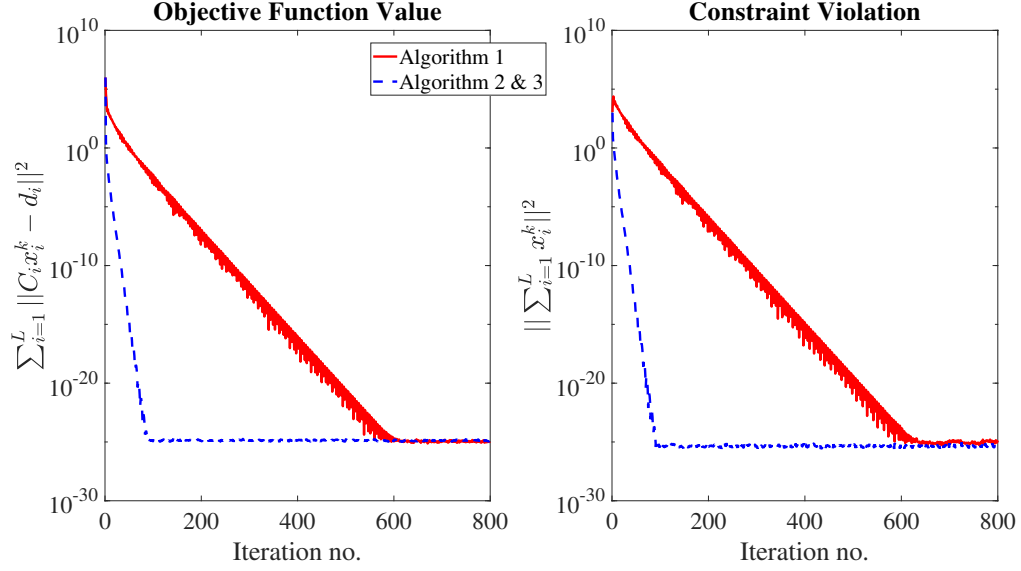 Objective Function Value
Constraint Violation
Algorithm 1
Algorithm 2 & 3
10^10
10^0
10^-10
10^-20
10^-30
0 200 400 600 800
Iteration no.
∑_{i=1}^{L} ||C_i x_i^k − d_i||^2
10^10
10^0
10^-10
10^-20
10^-30
0 200 400 600 800
Iteration no.
|| ∑_{i=1}^{L} x_i^k ||^2